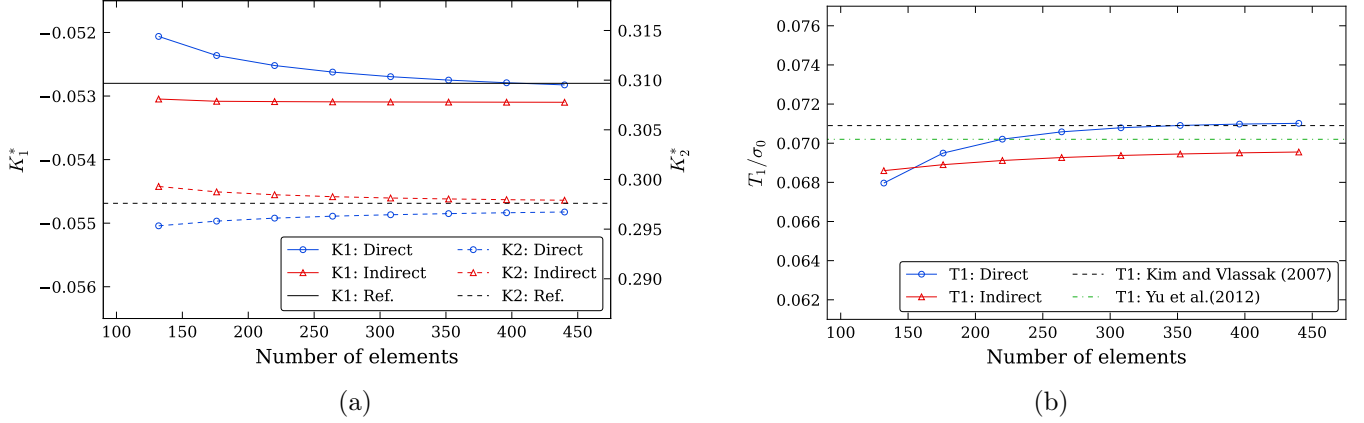 −0.052
−0.053
−0.054
−0.055
−0.056
K₁*
0.315
0.310
0.305
0.300
0.295
0.290
K₂*
K1: Direct
K1: Indirect
K1: Ref.
K2: Direct
K2: Indirect
K2: Ref.
100 150 200 250 300 350 400 450
Number of elements
(a)
0.076
0.074
0.072
0.070
0.068
0.066
0.064
0.062
T₁/σ₀
T1: Direct
T1: Indirect
T1: Kim and Vlassak (2007)
T1: Yu et al.(2012)
100 150 200 250 300 350 400 450
Number of elements
(b)